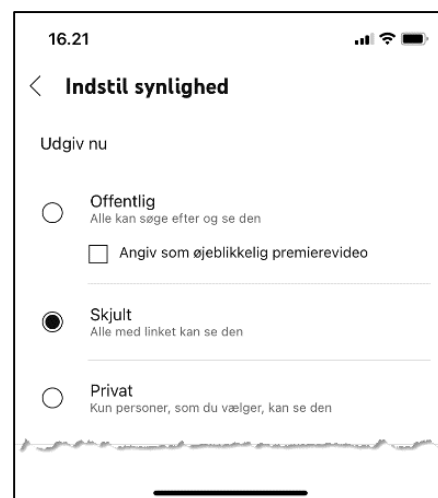 16.21
Indstil synlighed
Udgiv nu
Offentlig
Alle kan søge efter og se den
Angiv som øjeblikkelig premierevideo
Skjult
Alle med linket kan se den
Privat
Kun personer, som du vælger, kan se den